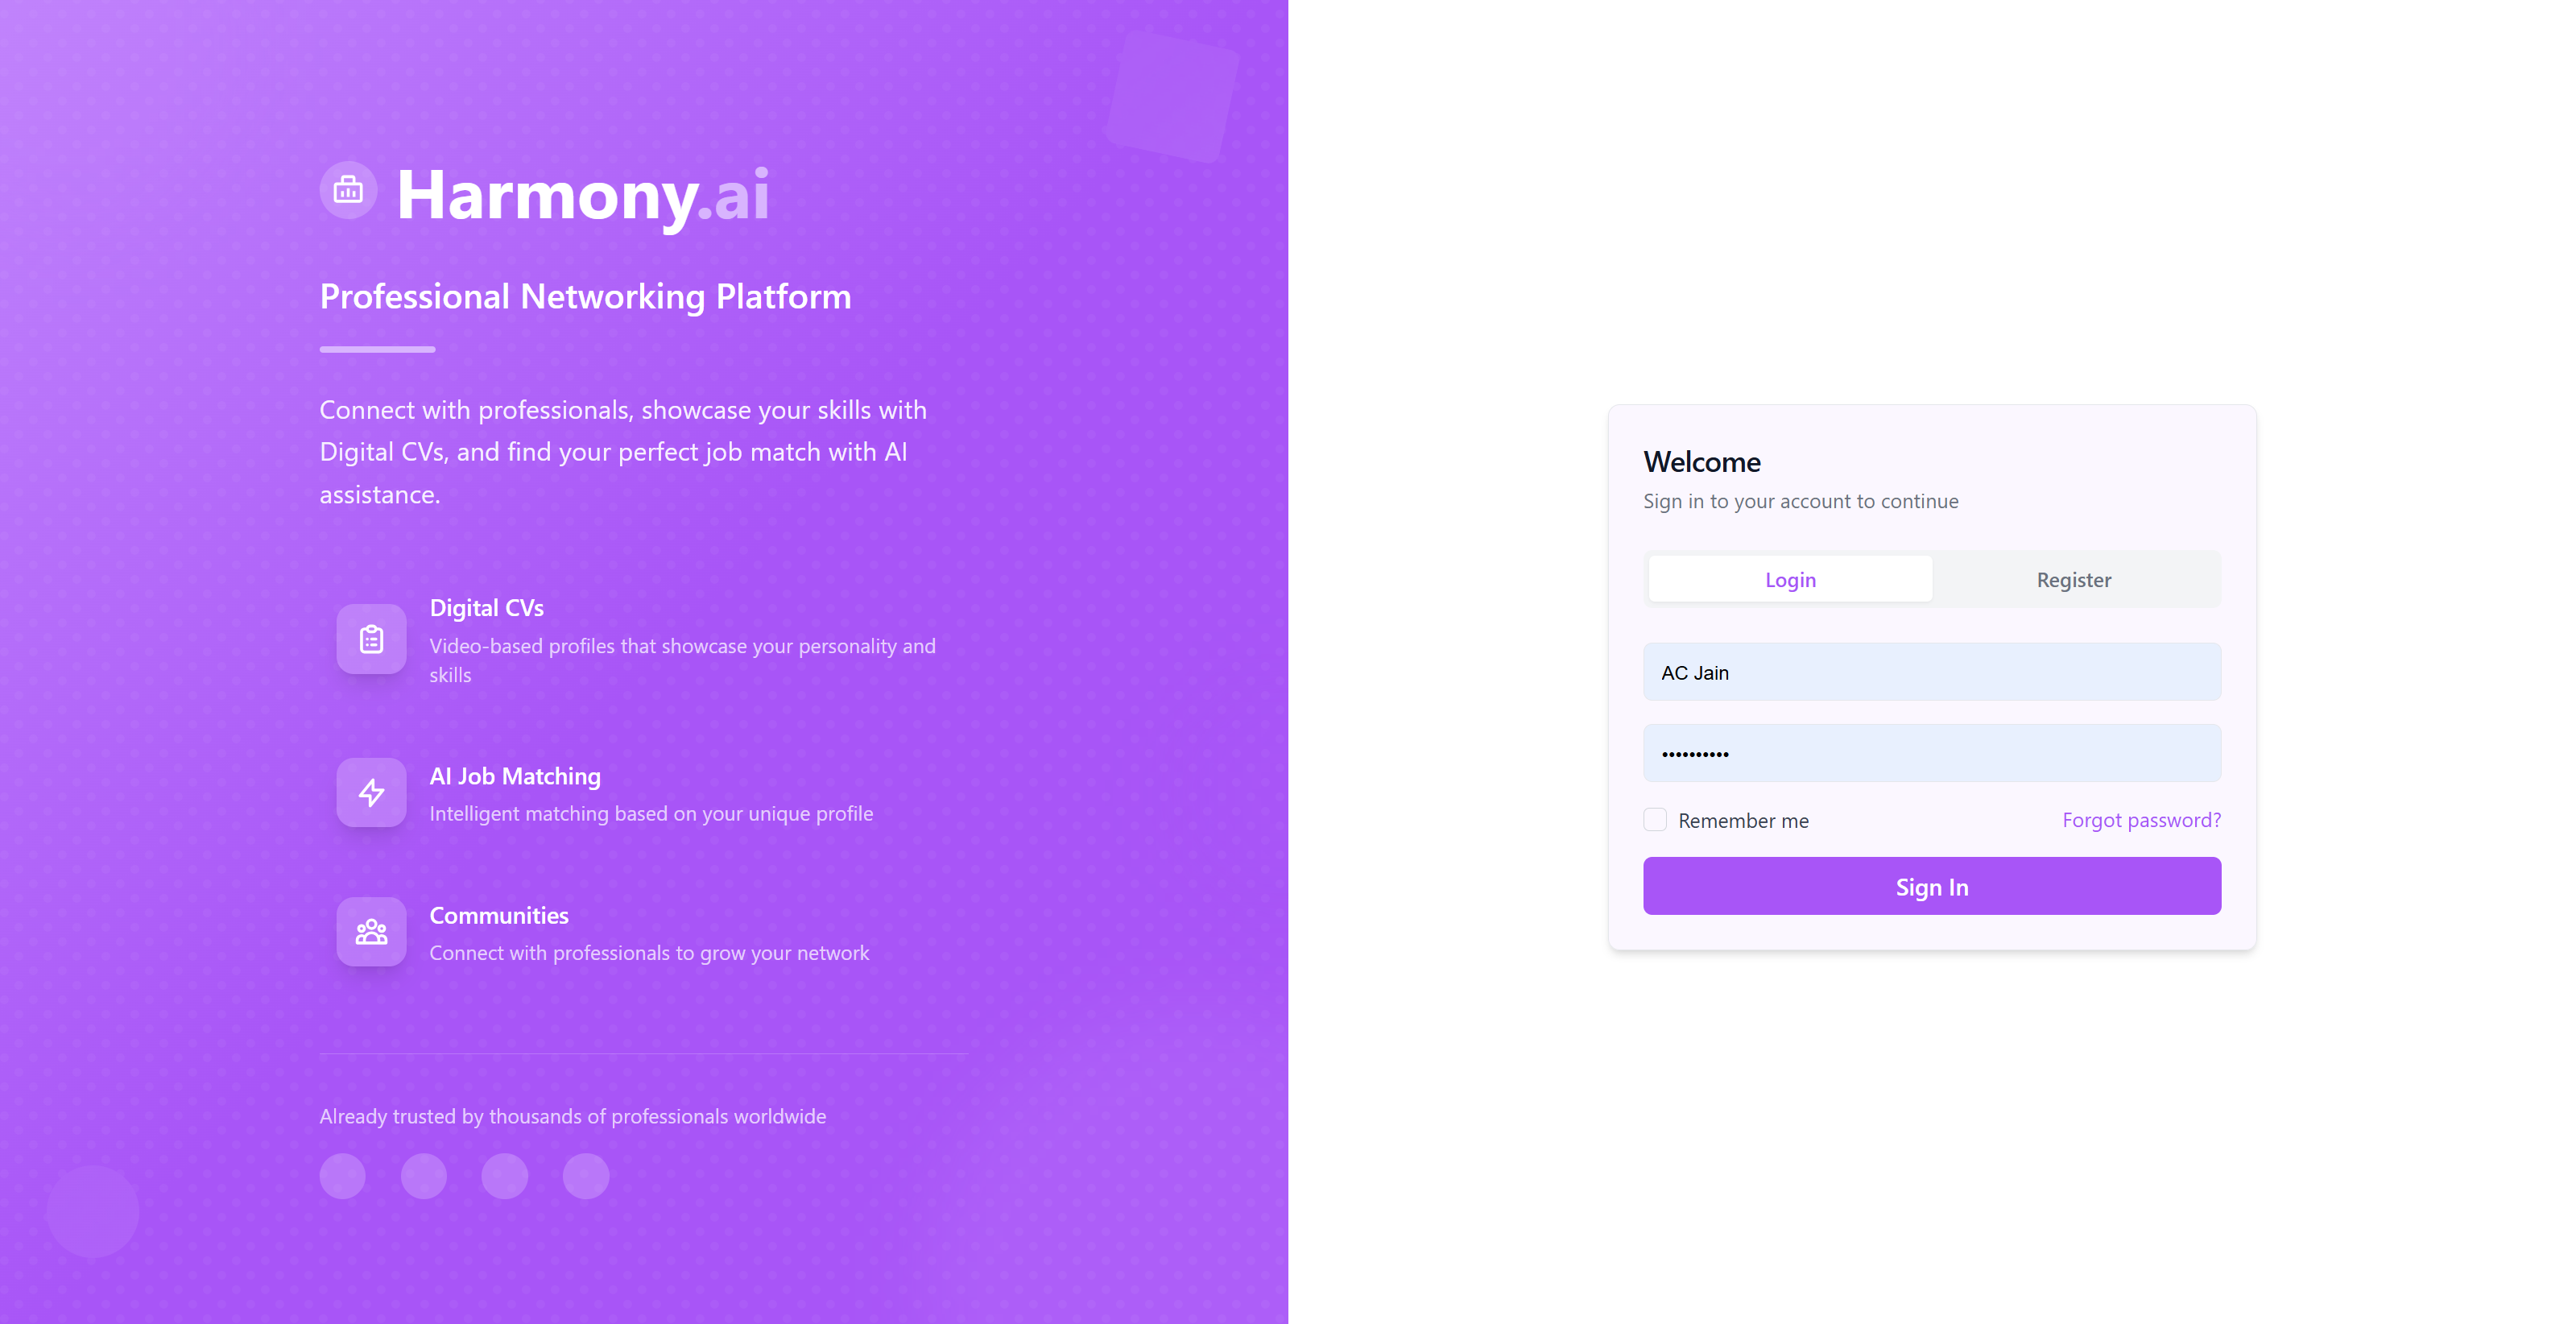 Harmony.ai
Professional Networking Platform
Connect with professionals, showcase your skills with
Digital CVs, and find your perfect job match with AI
assistance.
Digital CVs
Video-based profiles that showcase your personality and
skills
AI Job Matching
Intelligent matching based on your unique profile
Communities
Connect with professionals to grow your network
Already trusted by thousands of professionals worldwide
Welcome
Sign in to your account to continue
Login
Register
AC Jain
••••••••••
Remember me
Forgot password?
Sign In